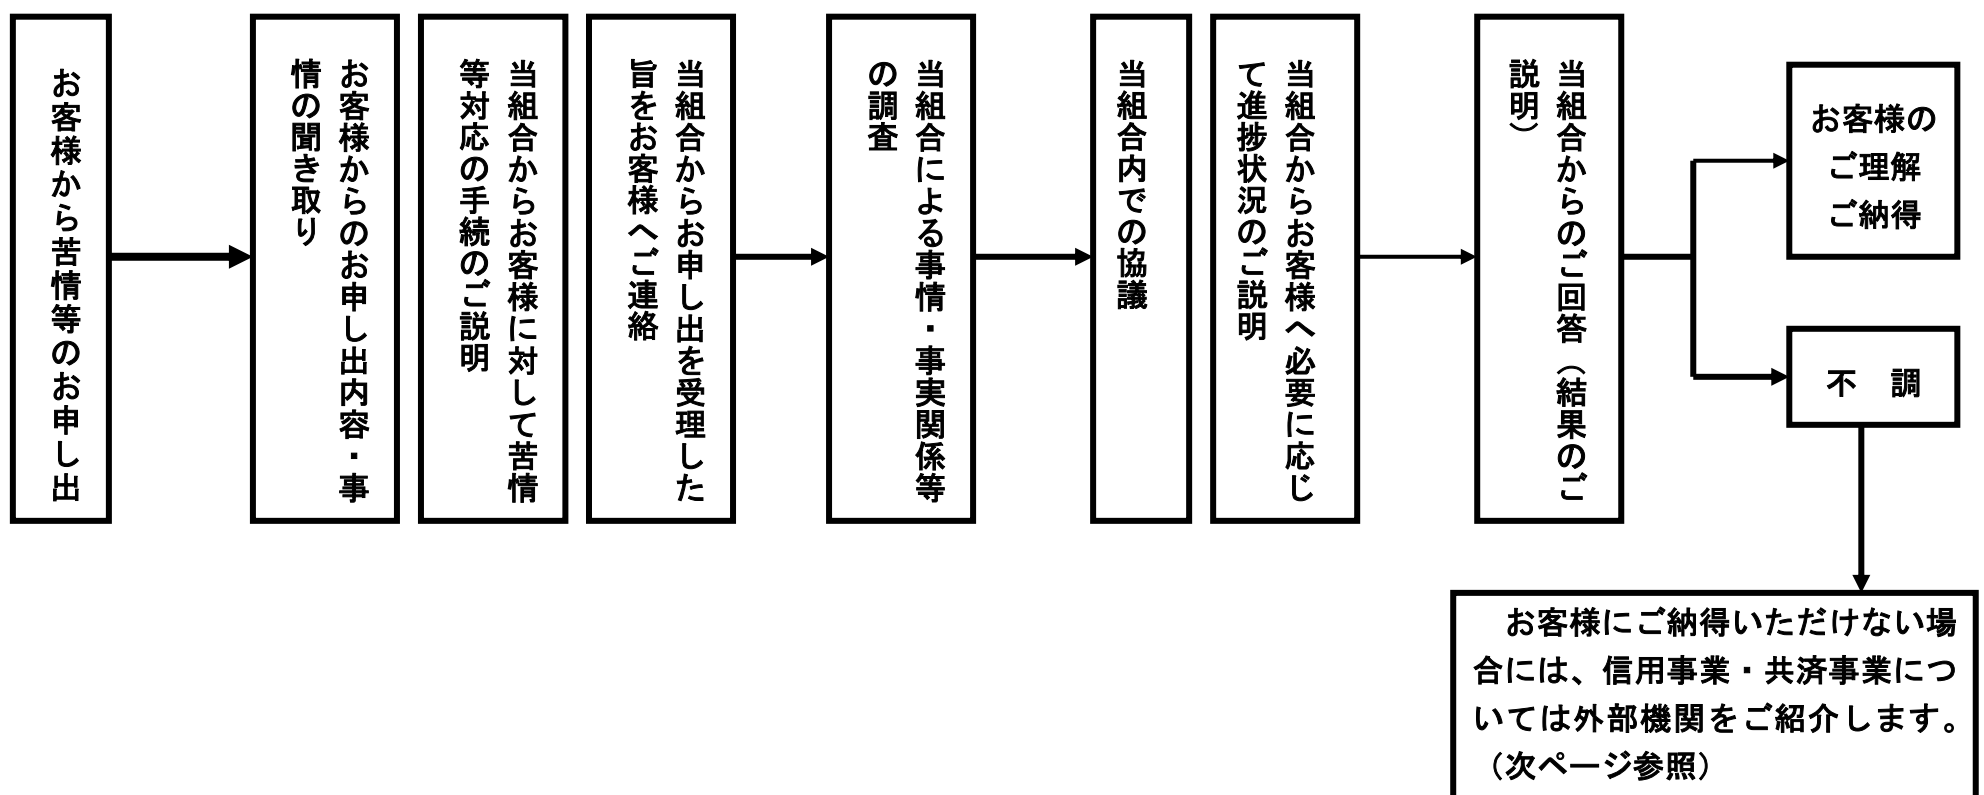 お客様から苦情等のお申し出
お客様からのお申し出内容・事
情の聞き取り
当組合からお客様に対して苦情
等対応の手続のご説明
当組合からお申し出を受理した
旨をお客様へご連絡
当組合による事情・事実関係等
の調査
当組合内での協議
当組合からお客様へ必要に応じ
て進捗状況のご説明
当組合からのご回答（結果のご
説明）
お客様の
ご理解
ご納得
不　調
お客様にご納得いただけない場
合には、信用事業・共済事業につ
いては外部機関をご紹介します。
（次ページ参照）